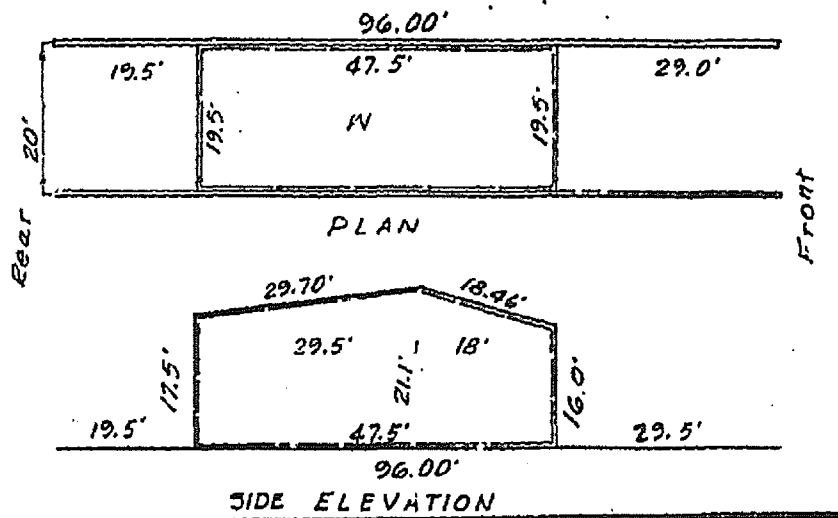 96.00'
19.5' 47.5' 29.0'
20' 19.5' N 19.5'
Rear PLAN Front
29.70' 18.46'
17.5' 29.5' 21.1' 18' 16.0'
19.5' 47.5' 29.5'
96.00'
SIDE ELEVATION